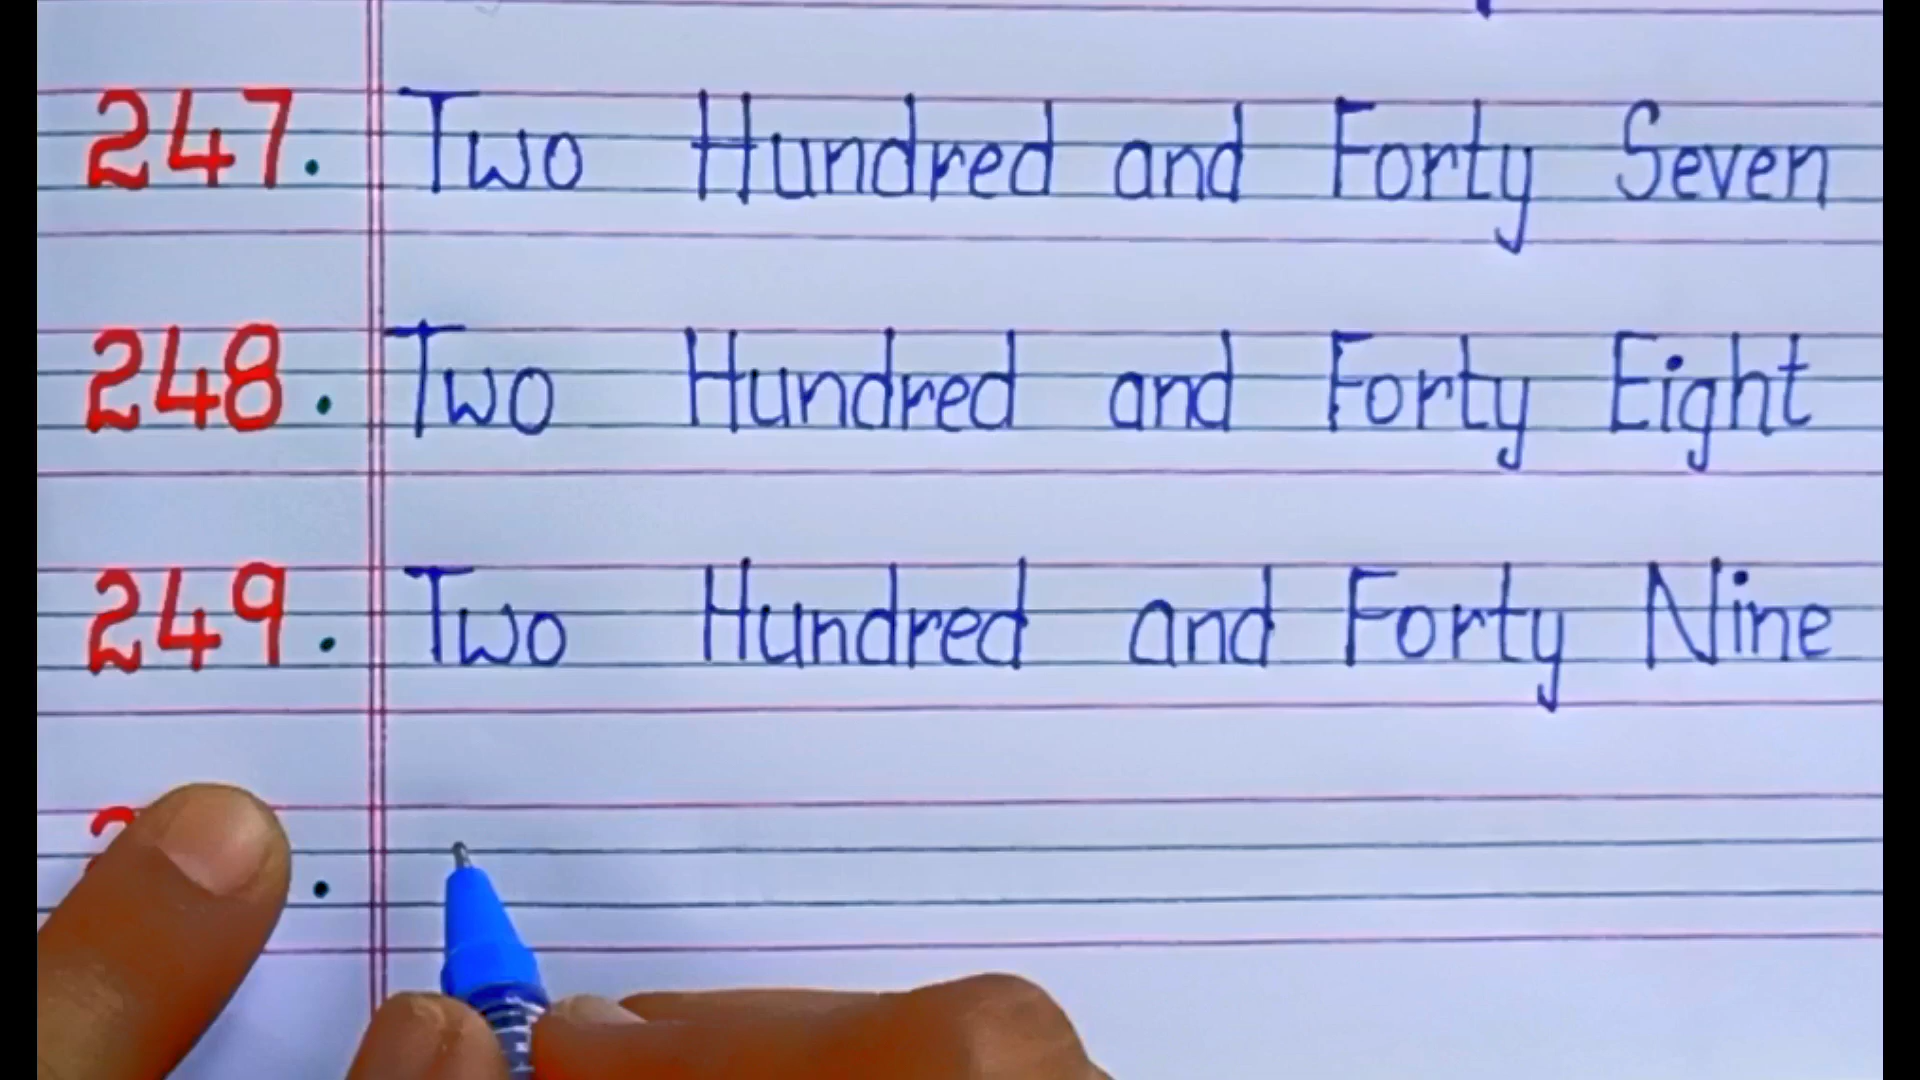 247. Two Hundred and Forty Seven
248. Two Hundred and Forty Eight
249. Two Hundred and Forty Nine